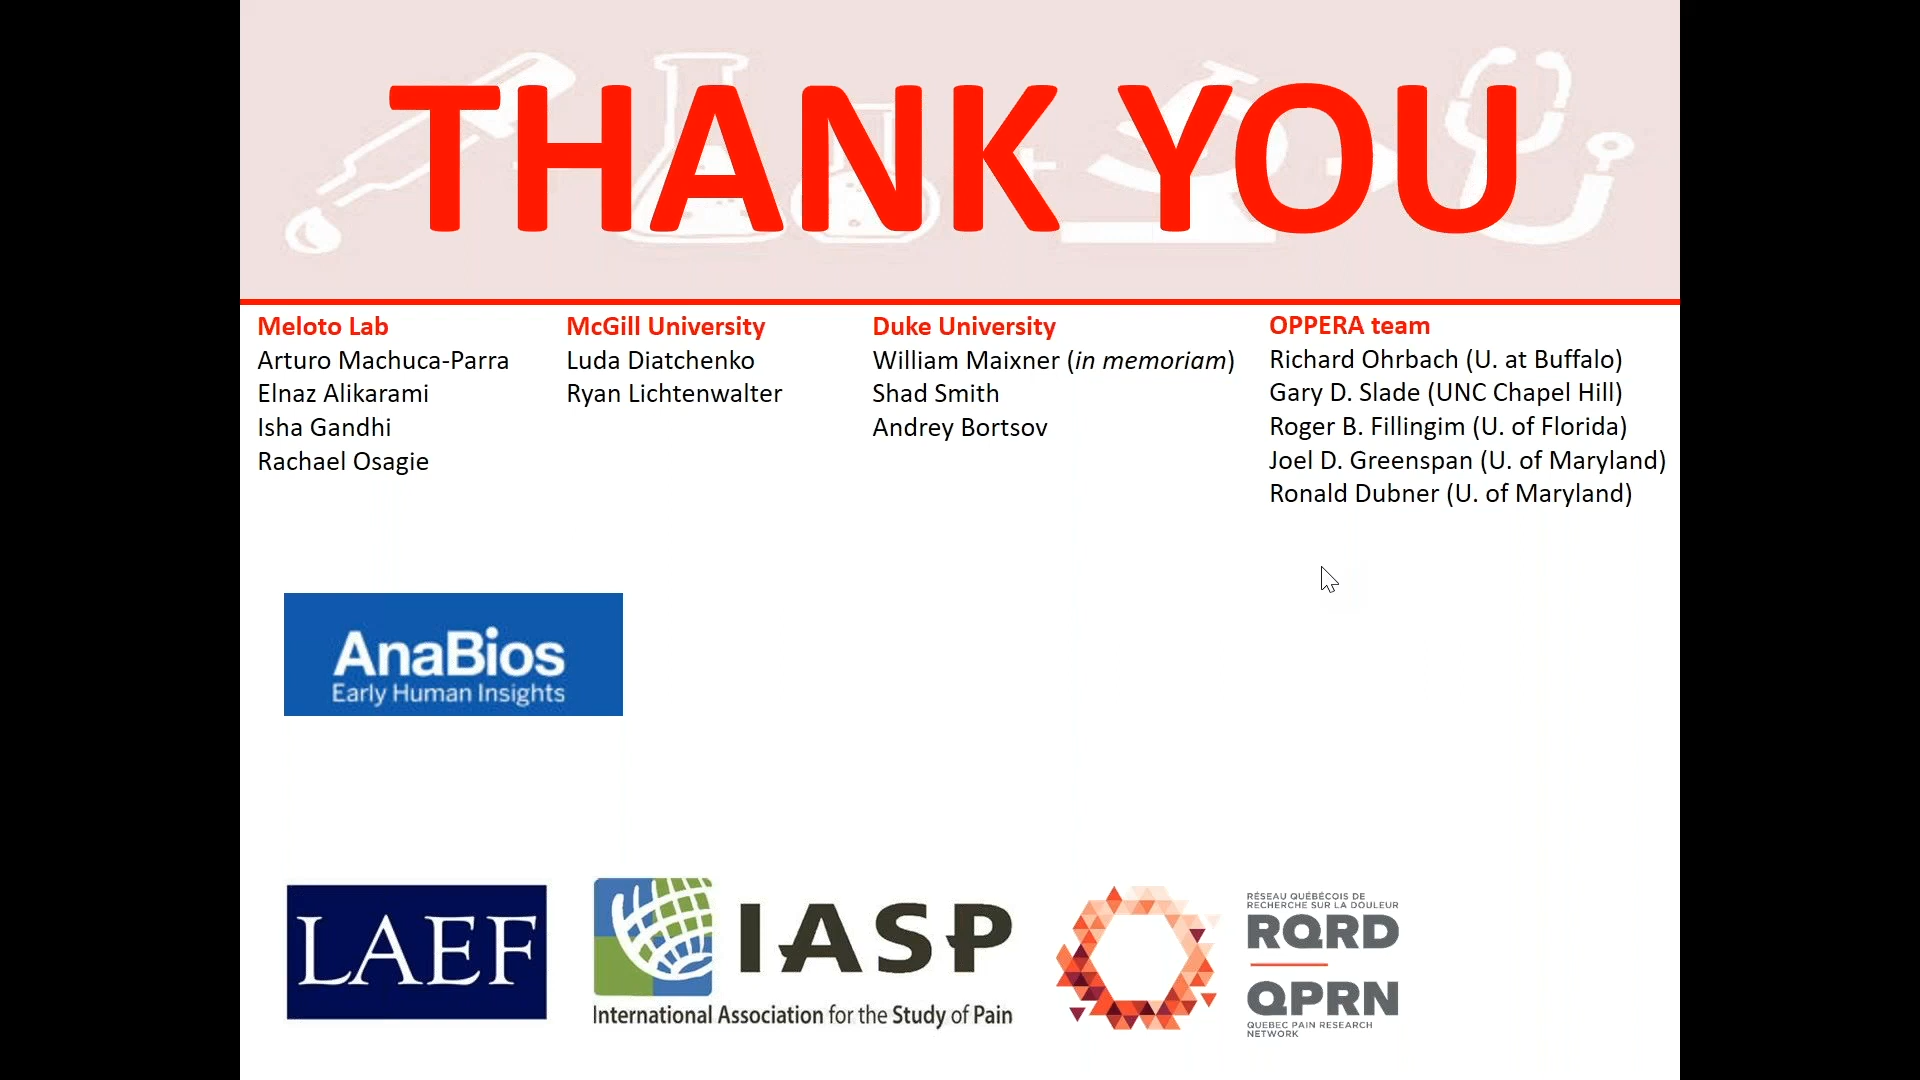 THANK YOU
Meloto Lab
Arturo Machuca-Parra
Elnaz Alikarami
Isha Gandhi
Rachael Osagie
McGill University
Luda Diatchenko
Ryan Lichtenwalter
Duke University
William Maixner (in memoriam)
Shad Smith
Andrey Bortsov
OPPERA team
Richard Ohrbach (U. at Buffalo)
Gary D. Slade (UNC Chapel Hill)
Roger B. Fillingim (U. of Florida)
Joel D. Greenspan (U. of Maryland)
Ronald Dubner (U. of Maryland)
AnaBios
Early Human Insights
LAEF
IASP
International Association for the Study of Pain
RÉSEAU QUÉBÉCOIS DE
RECHERCHE SUR LA DOULEUR
RQRD
QPRN
QUEBEC PAIN RESEARCH
NETWORK